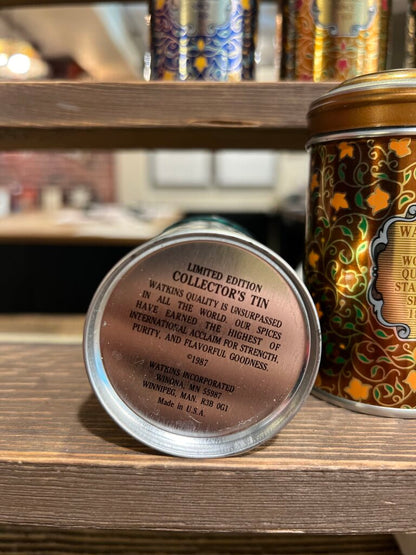 LIMITED EDITION
COLLECTOR'S TIN
WATKINS QUALITY IS UNSURPASSED
IN ALL THE WORLD. OUR SPICES
HAVE EARNED THE HIGHEST OF
INTERNATIONAL ACCLAIM FOR STRENGTH,
PURITY, AND FLAVORFUL GOODNESS.
©1987
WATKINS INCORPORATED
WINONA, MN 55987
WINNIPEG, MAN. R3B 0G1
Made in U.S.A.